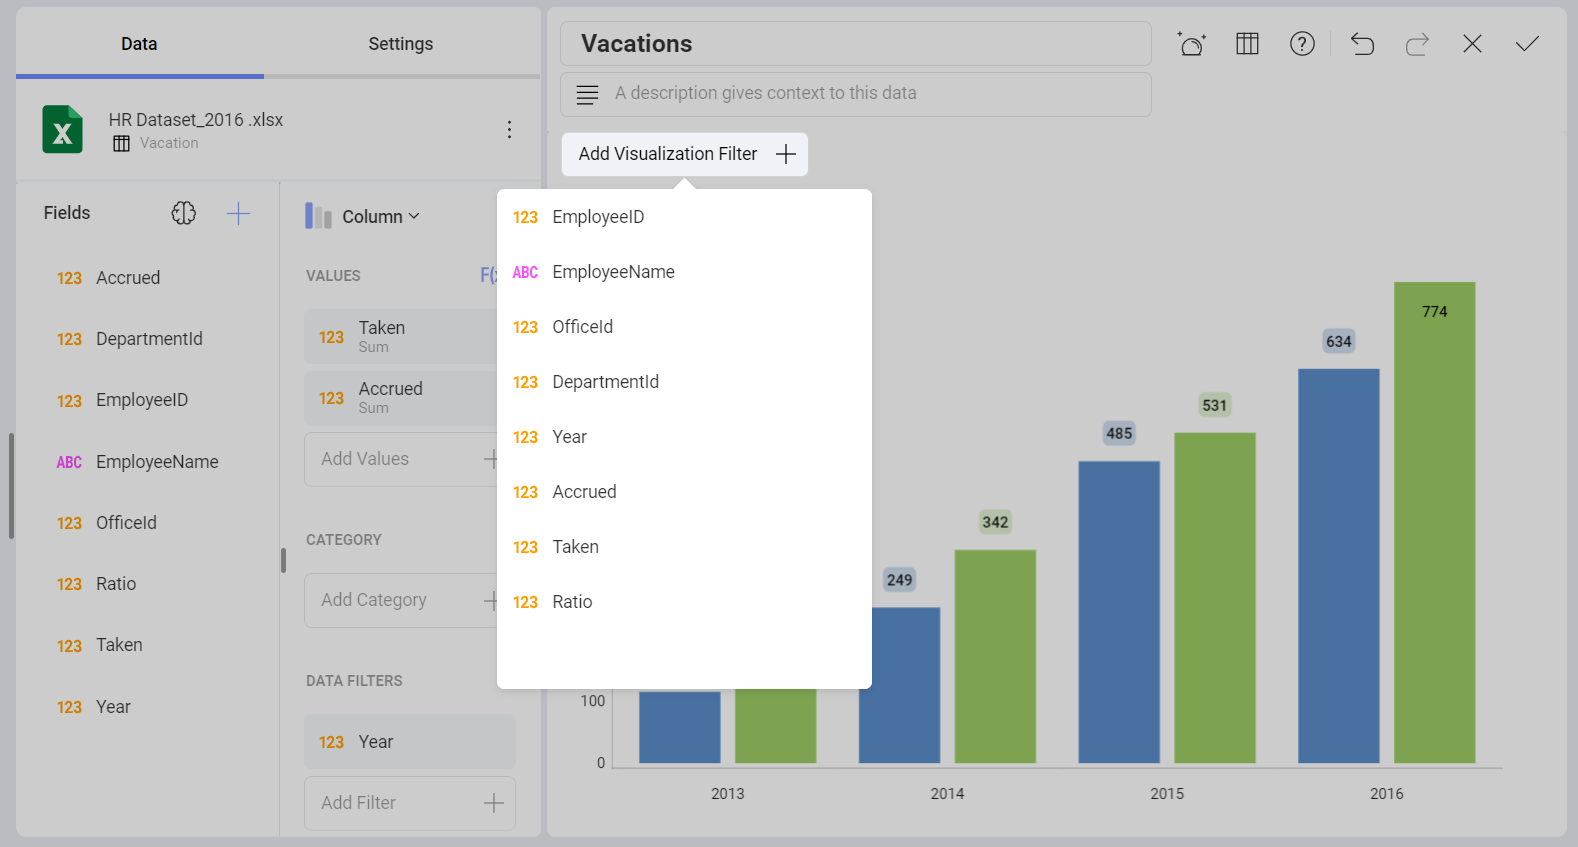 Data
Settings
Vacations
A description gives context to this data
X
HR Dataset_2016 .xlsx
Vacation
Add Visualization Filter
Fields
Column
VALUES
F(
123 Accrued
123 DepartmentId
123 EmployeeID
ABC EmployeeName
123 OfficeId
123 Ratio
123 Taken
123 Year
123 Taken
Sum
123 Accrued
Sum
Add Values
CATEGORY
Add Category
DATA FILTERS
123 Year
Add Filter
123 EmployeeID
ABC EmployeeName
123 OfficeId
123 DepartmentId
123 Year
123 Accrued
123 Taken
123 Ratio
774
634
531
485
342
249
100
0
2013 2014 2015 2016